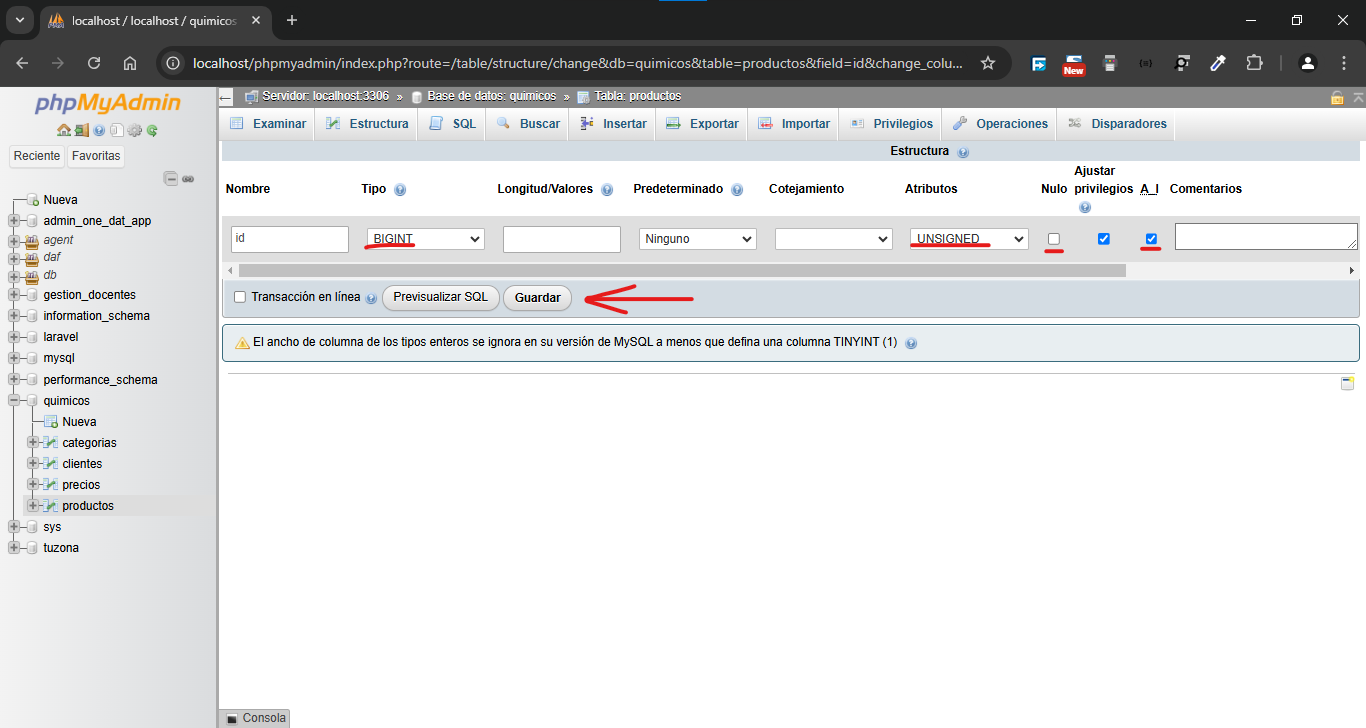 localhost / localhost / quimicos
localhost/phpmyadmin/index.php?route=/table/structure/change&db=quimicos&table=productos&field=id&change_colu...
New
phpMyAdmin
Reciente
Favoritas
Nueva
admin_one_dat_app
agent
daf
db
gestion_docentes
information_schema
laravel
mysql
performance_schema
quimicos
Nueva
categorias
clientes
precios
productos
sys
tuzona
Servidor: localhost:3306 » Base de datos: quimicos » Tabla: productos
Examinar Estructura SQL Buscar Insertar Exportar Importar Privilegios Operaciones Disparadores
Estructura
Nombre Tipo Longitud/Valores Predeterminado Cotejamiento Atributos Nulo Ajustar privilegios A_I Comentarios
id BIGINT Ninguno UNSIGNED
Transacción en línea Previsualizar SQL Guardar
El ancho de columna de los tipos enteros se ignora en su versión de MySQL a menos que defina una columna TINYINT (1)
Consola